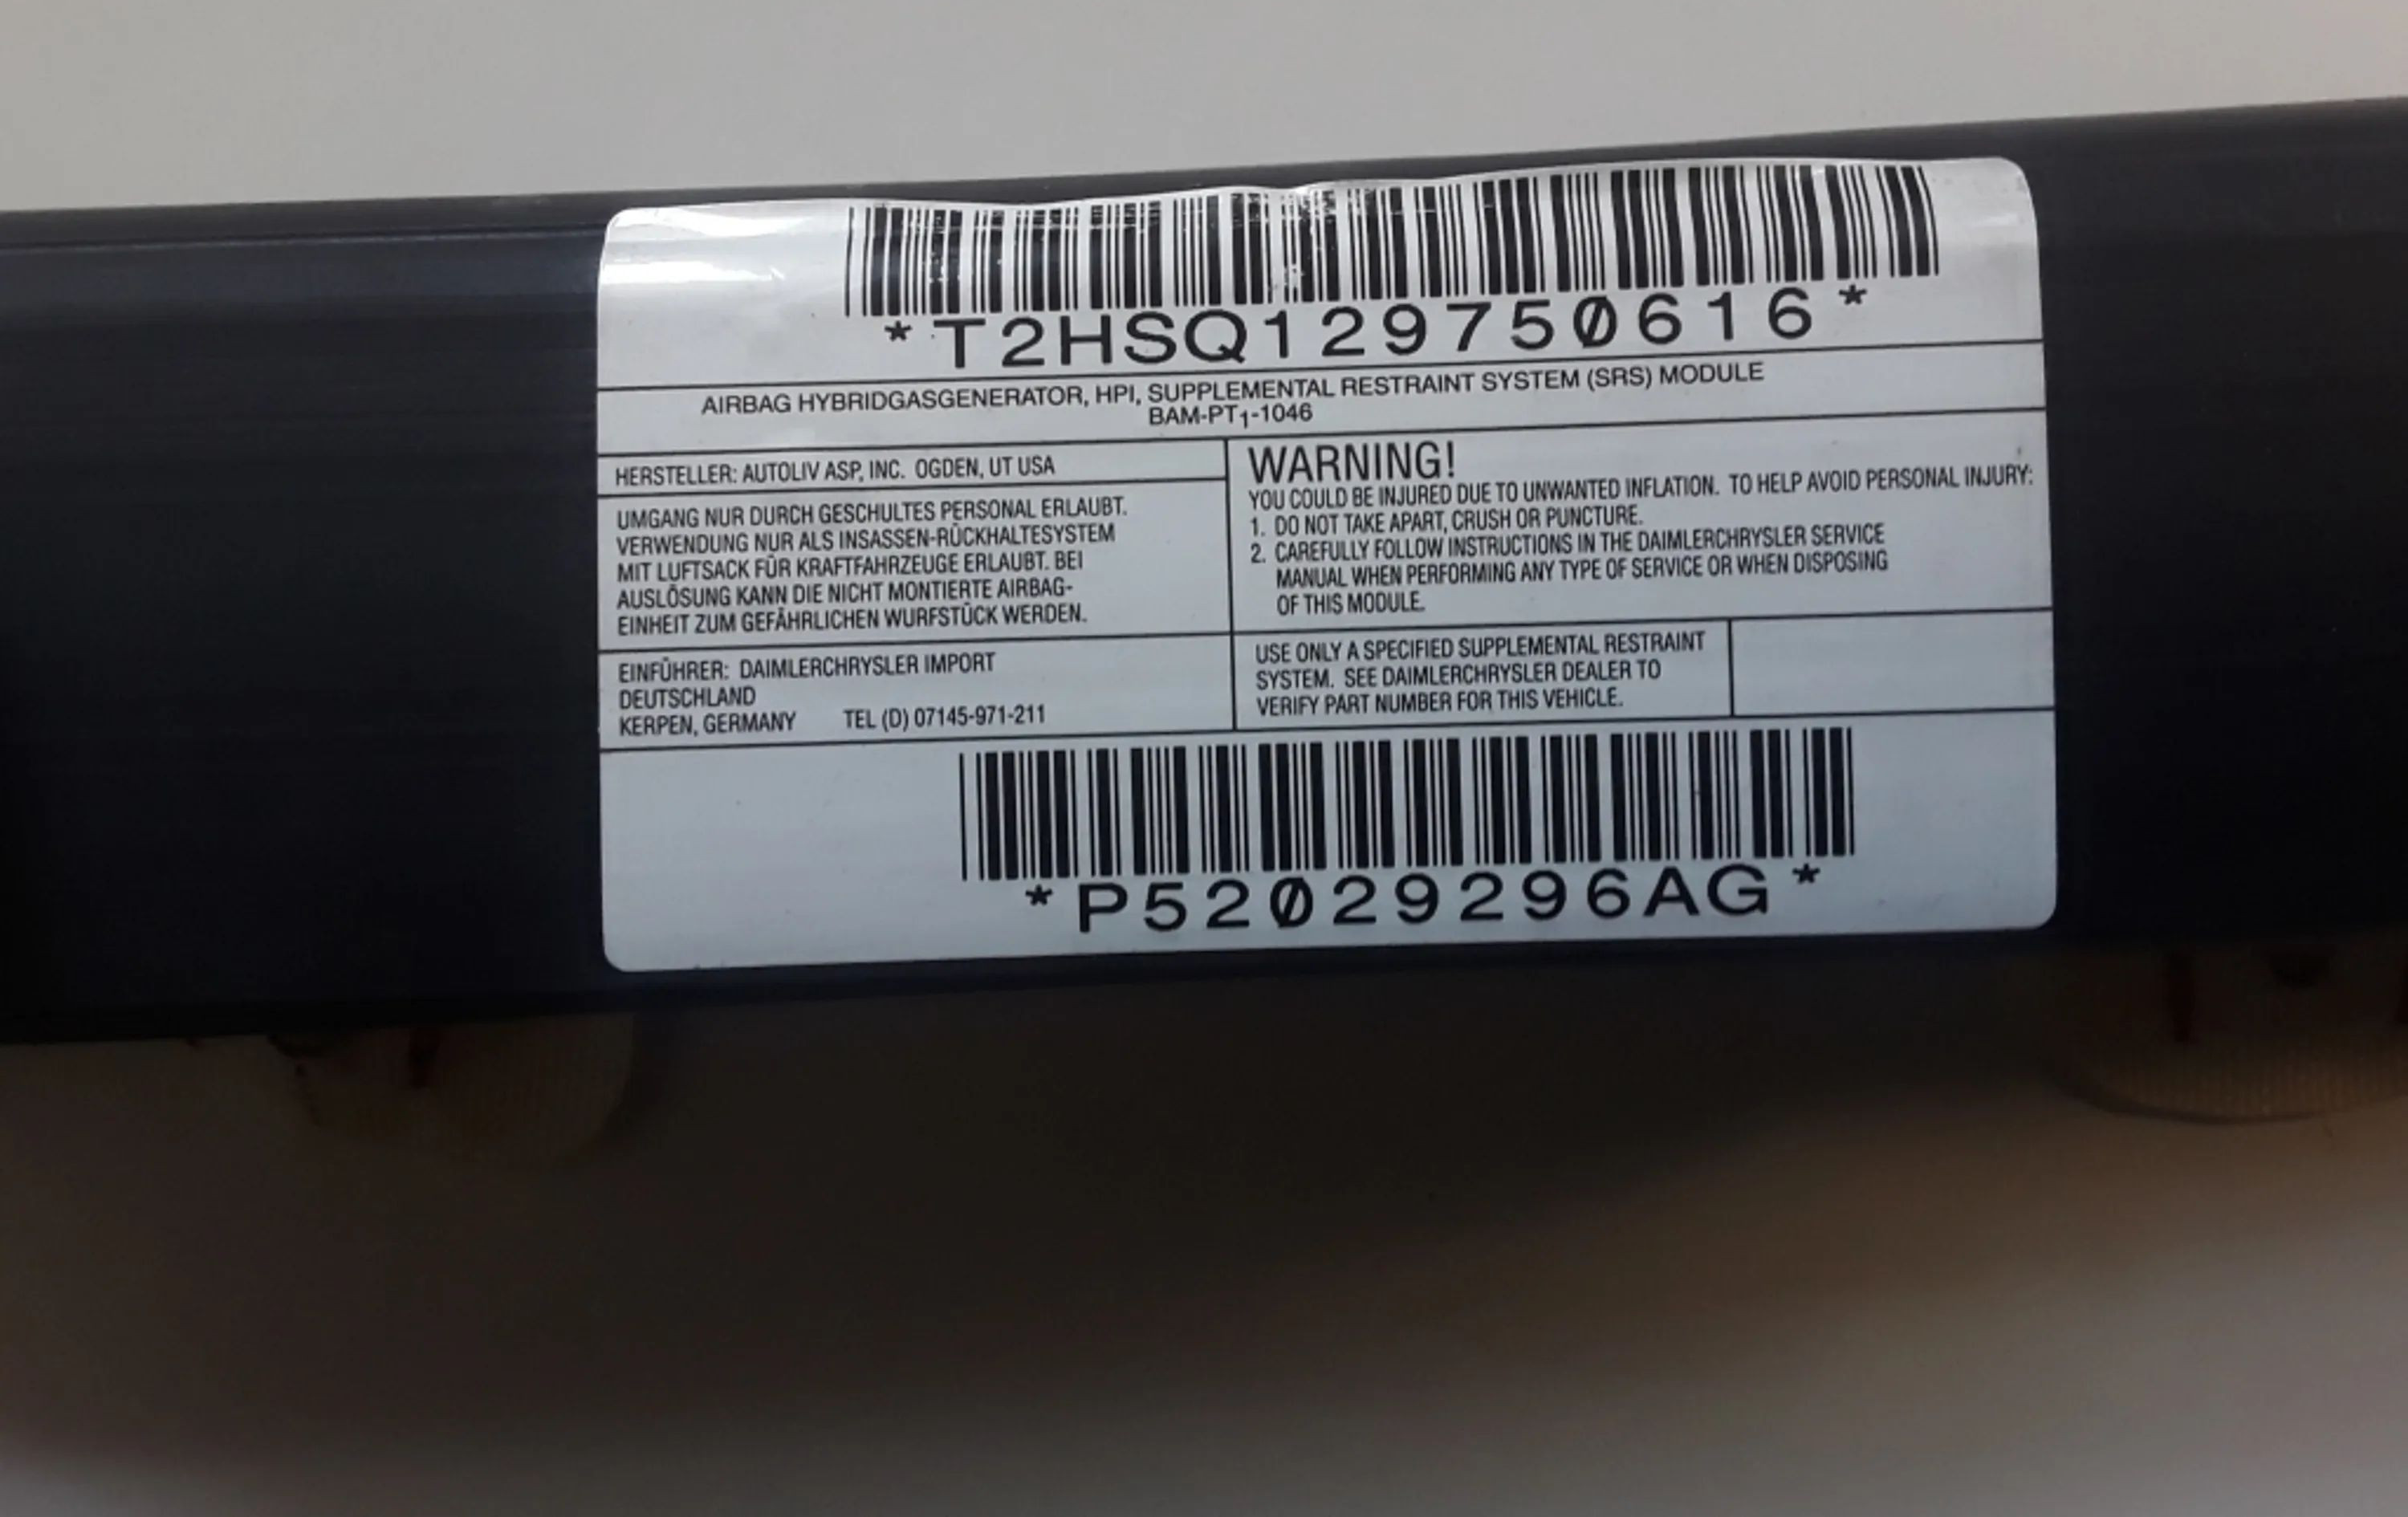 *T2HSQ129750616*
AIRBAG HYBRIDGASGENERATOR, HPI, SUPPLEMENTAL RESTRAINT SYSTEM (SRS) MODULE
BAM-PT1-1046
HERSTELLER: AUTOLIV ASP, INC. OGDEN, UT USA
UMGANG NUR DURCH GESCHULTES PERSONAL ERLAUBT.
VERWENDUNG NUR ALS INSASSEN-RÜCKHALTESYSTEM
MIT LUFTSACK FÜR KRAFTFAHRZEUGE ERLAUBT. BEI
AUSLÖSUNG KANN DIE NICHT MONTIERTE AIRBAG-
EINHEIT ZUM GEFÄHRLICHEN WURFSTÜCK WERDEN.
EINFÜHRER: DAIMLERCHRYSLER IMPORT
DEUTSCHLAND
KERPEN, GERMANY TEL (D) 07145-971-211
WARNING!
YOU COULD BE INJURED DUE TO UNWANTED INFLATION. TO HELP AVOID PERSONAL INJURY:
1. DO NOT TAKE APART, CRUSH OR PUNCTURE.
2. CAREFULLY FOLLOW INSTRUCTIONS IN THE DAIMLERCHRYSLER SERVICE
MANUAL WHEN PERFORMING ANY TYPE OF SERVICE OR WHEN DISPOSING
OF THIS MODULE.
USE ONLY A SPECIFIED SUPPLEMENTAL RESTRAINT
SYSTEM. SEE DAIMLERCHRYSLER DEALER TO
VERIFY PART NUMBER FOR THIS VEHICLE.
*P52029296AG*